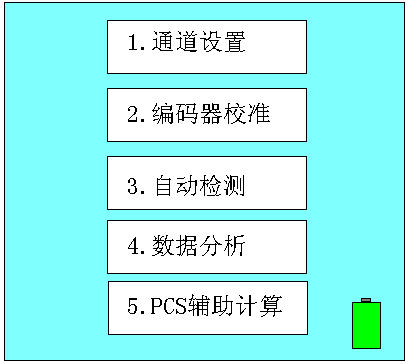 1.通道设置
2.编码器校准
3.自动检测
4.数据分析
5.PCS辅助计算